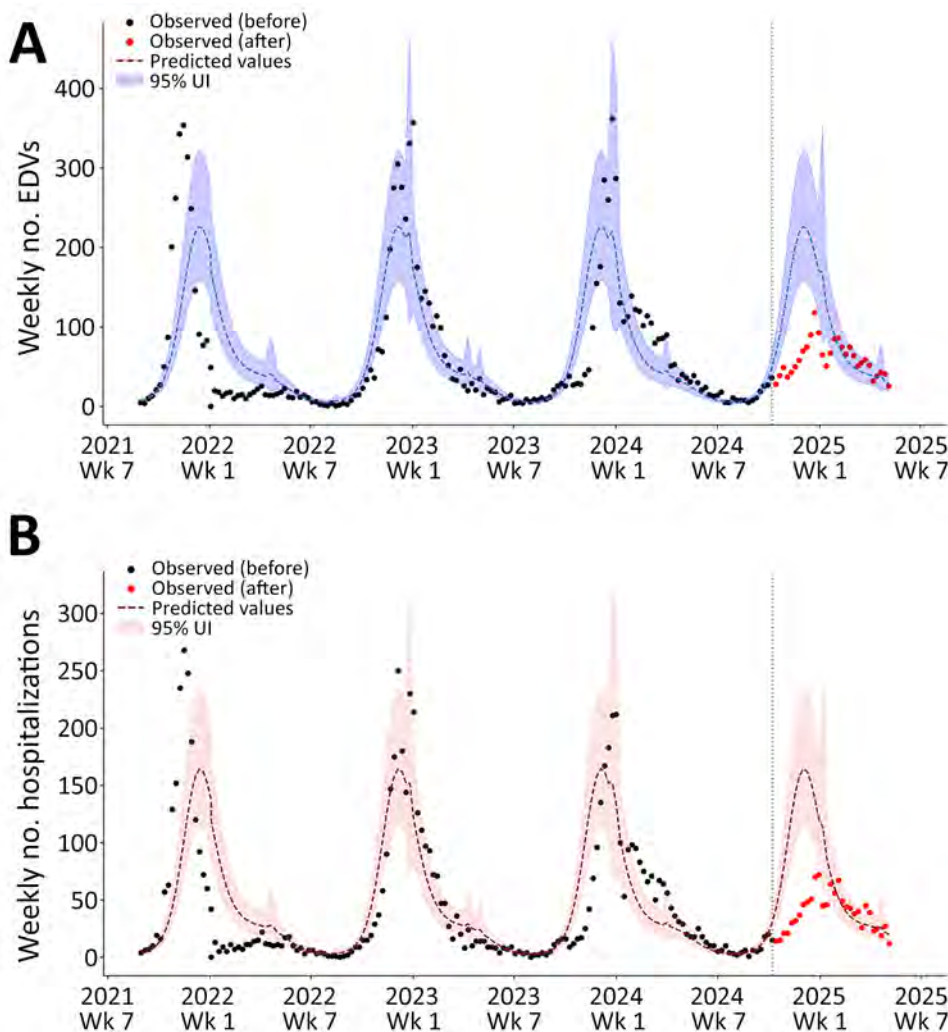 A
Observed (before)
Observed (after)
Predicted values
95% UI
Weekly no. EDVs
400
300
200
100
0
2021 2022 2022 2023 2023 2024 2024 2025 2025
Wk 7 Wk 1 Wk 7 Wk 1 Wk 7 Wk 1 Wk 7 Wk 1 Wk 7
B
Observed (before)
Observed (after)
Predicted values
95% UI
Weekly no. hospitalizations
300
250
200
150
100
50
0
2021 2022 2022 2023 2023 2024 2024 2025 2025
Wk 7 Wk 1 Wk 7 Wk 1 Wk 7 Wk 1 Wk 7 Wk 1 Wk 7